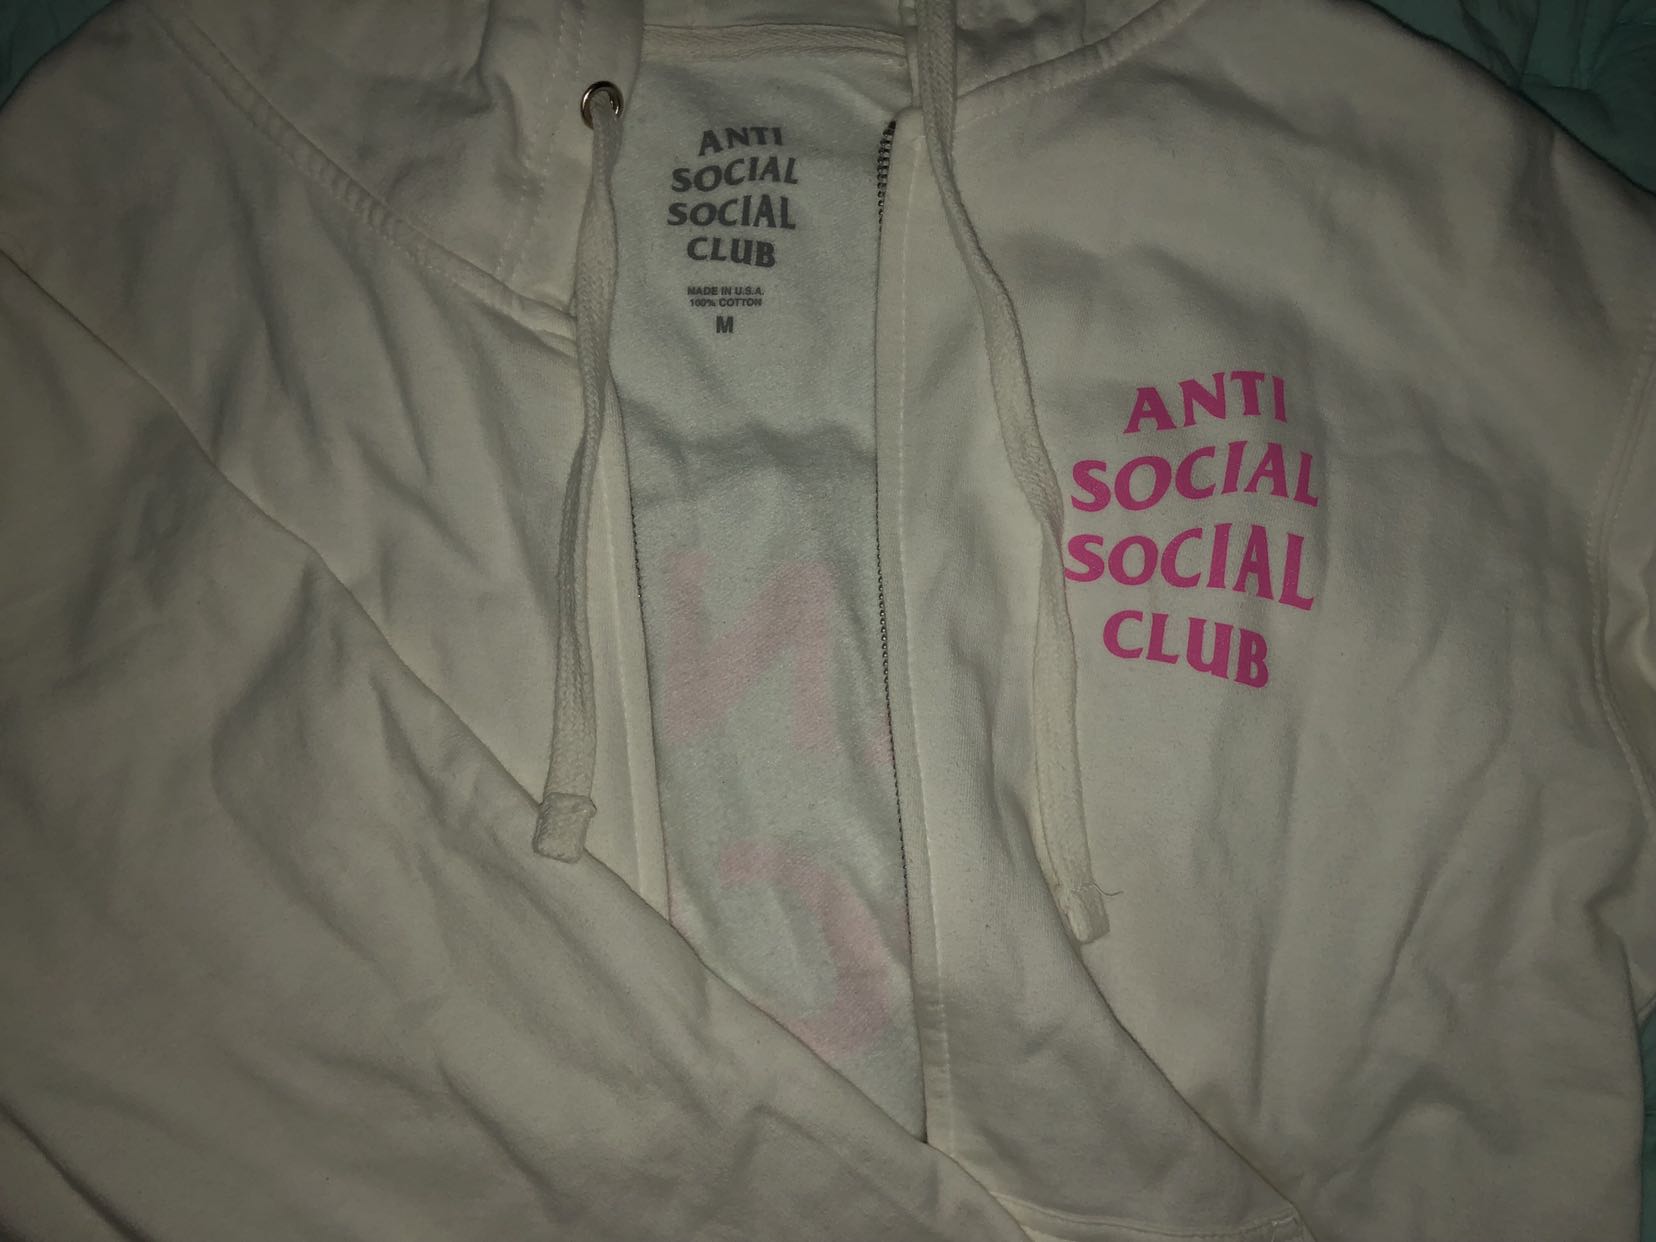 ANTI
SOCIAL
SOCIAL
CLUB
MADE IN U.S.A.
100% COTTON
M
ANTI
SOCIAL
SOCIAL
CLUB